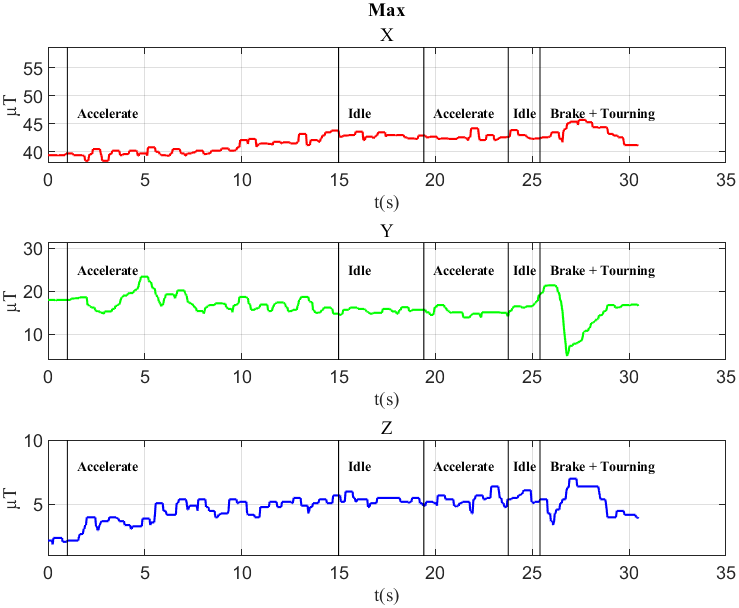 Max
X
55
50
45
40
μT
Accelerate
Idle
Accelerate
Idle
Brake + Tourning
0 5 10 15 20 25 30 35
t(s)
Y
30
20
10
μT
Accelerate
Idle
Accelerate
Idle
Brake + Tourning
0 5 10 15 20 25 30 35
t(s)
Z
10
5
μT
Accelerate
Idle
Accelerate
Idle
Brake + Tourning
0 5 10 15 20 25 30 35
t(s)